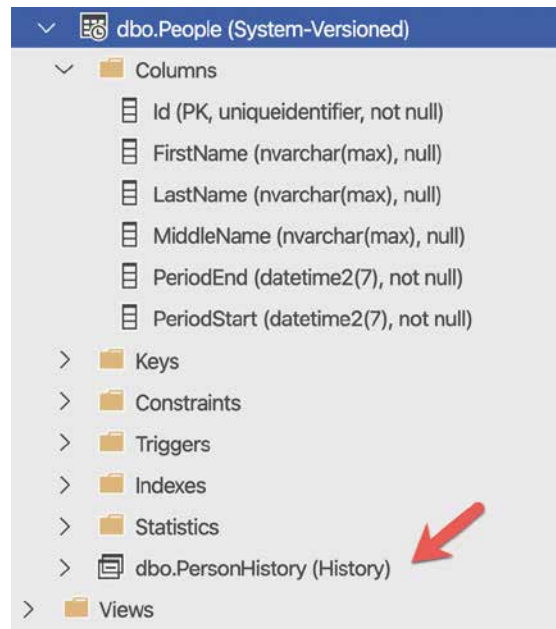 dbo.People (System-Versioned)
Columns
Id (PK, uniqueidentifier, not null)
FirstName (nvarchar(max), null)
LastName (nvarchar(max), null)
MiddleName (nvarchar(max), null)
PeriodEnd (datetime2(7), not null)
PeriodStart (datetime2(7), not null)
Keys
Constraints
Triggers
Indexes
Statistics
dbo.PersonHistory (History)
Views